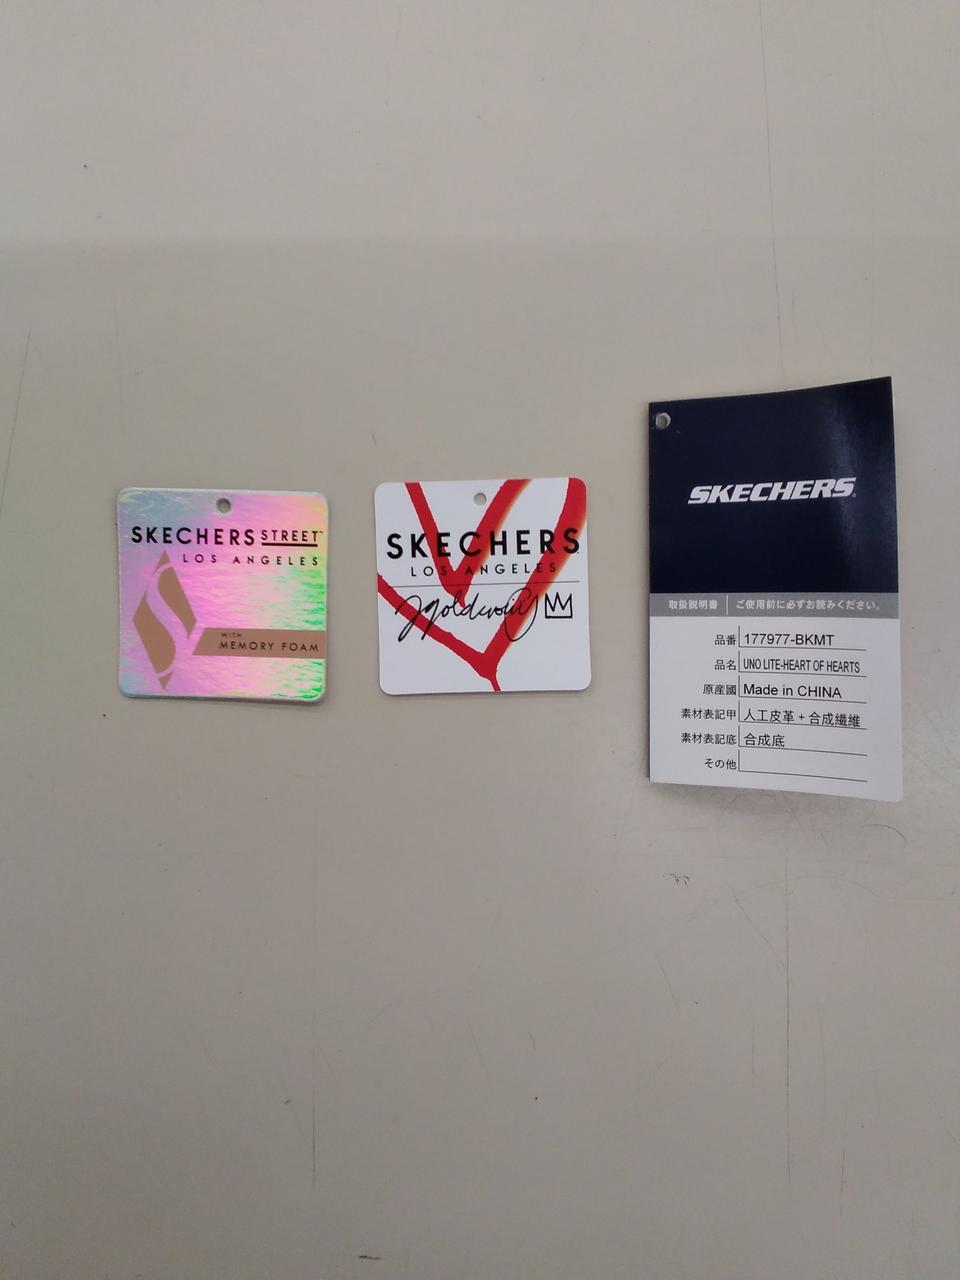 SKECHERS STREET™
LOS ANGELES
WITH
MEMORY FOAM
SKECHERS
LOS ANGELES
SKECHERS®
取扱説明書 ご使用前に必ずお読みください。
品番 177977-BKMT
品名 UNO LITE-HEART OF HEARTS
原産國 Made in CHINA
素材表記甲 人工皮革 + 合成繊維
素材表記底 合成底
その他